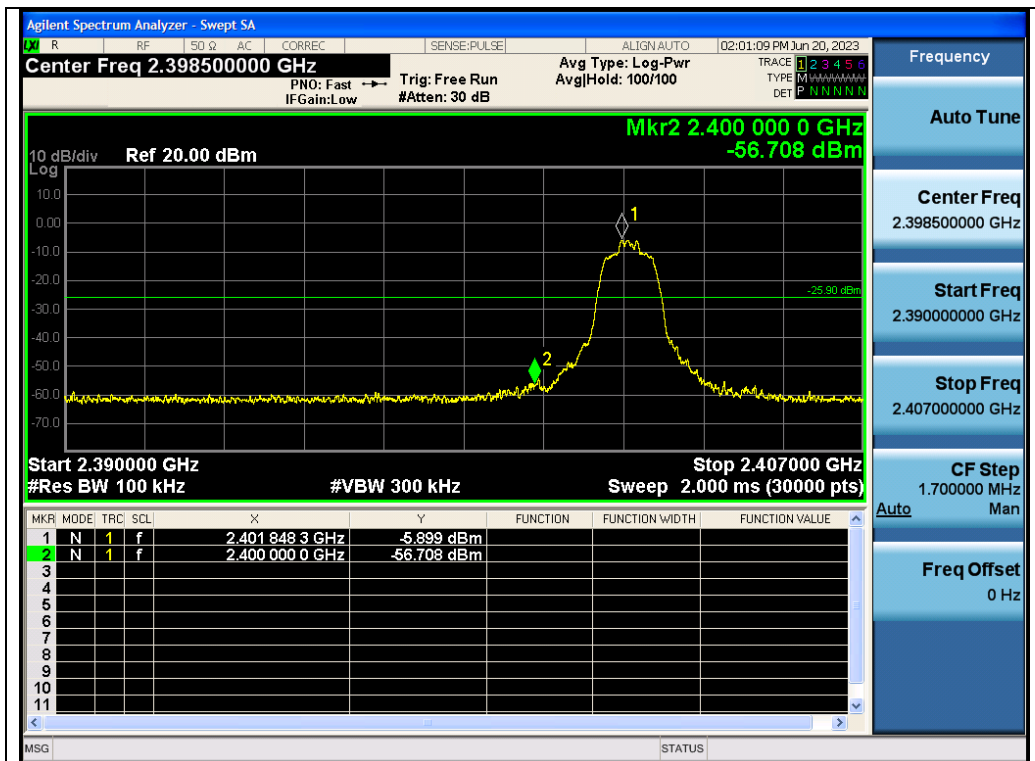 Agilent Spectrum Analyzer - Swept SA
LXI R RF 50 Ω AC CORREC SENSE:PULSE ALIGN AUTO 02:01:09 PM Jun 20, 2023
Center Freq 2.398500000 GHz
PNO: Fast
IFGain:Low
Trig: Free Run
#Atten: 30 dB
Avg Type: Log-Pwr
Avg|Hold: 100/100
TRACE 1 2 3 4 5 6
TYPE M
DET P N N N N N
Mkr2 2.400 000 0 GHz
-56.708 dBm
10 dB/div Ref 20.00 dBm
Log
10.0
0.00
-10.0
-20.0
-30.0
-40.0
-50.0
-60.0
-70.0
1
-25.90 dBm
2
Start 2.390000 GHz Stop 2.407000 GHz
#Res BW 100 kHz #VBW 300 kHz Sweep 2.000 ms (30000 pts)
MKR MODE TRC SCL X Y FUNCTION FUNCTION WIDTH FUNCTION VALUE
1 N 1 f 2.401 848 3 GHz -5.899 dBm
2 N 1 f 2.400 000 0 GHz -56.708 dBm
3
4
5
6
7
8
9
10
11
MSG STATUS
Frequency
Auto Tune
Center Freq
2.398500000 GHz
Start Freq
2.390000000 GHz
Stop Freq
2.407000000 GHz
CF Step
1.700000 MHz
Auto Man
Freq Offset
0 Hz